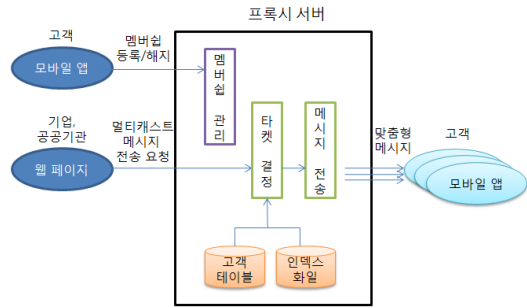 프록시 서버
고객
모바일 앱
멤버쉽
등록/해지
멤버쉽 관리
기업,
공공기관
웹 페이지
멀티캐스트
메시지
전송 요청
타켓 결정
메시지 전송
맞춤형
메시지
고객
모바일 앱
고객
테이블
인덱스
화일